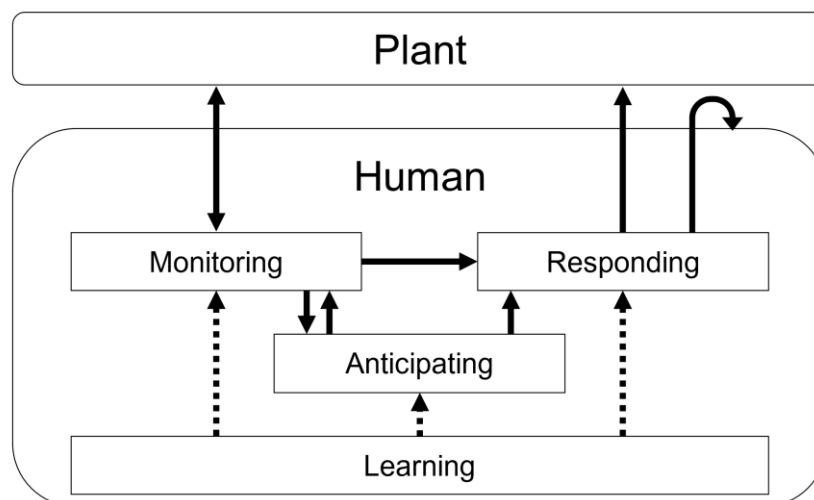 Plant
Human
Monitoring
Responding
Anticipating
Learning